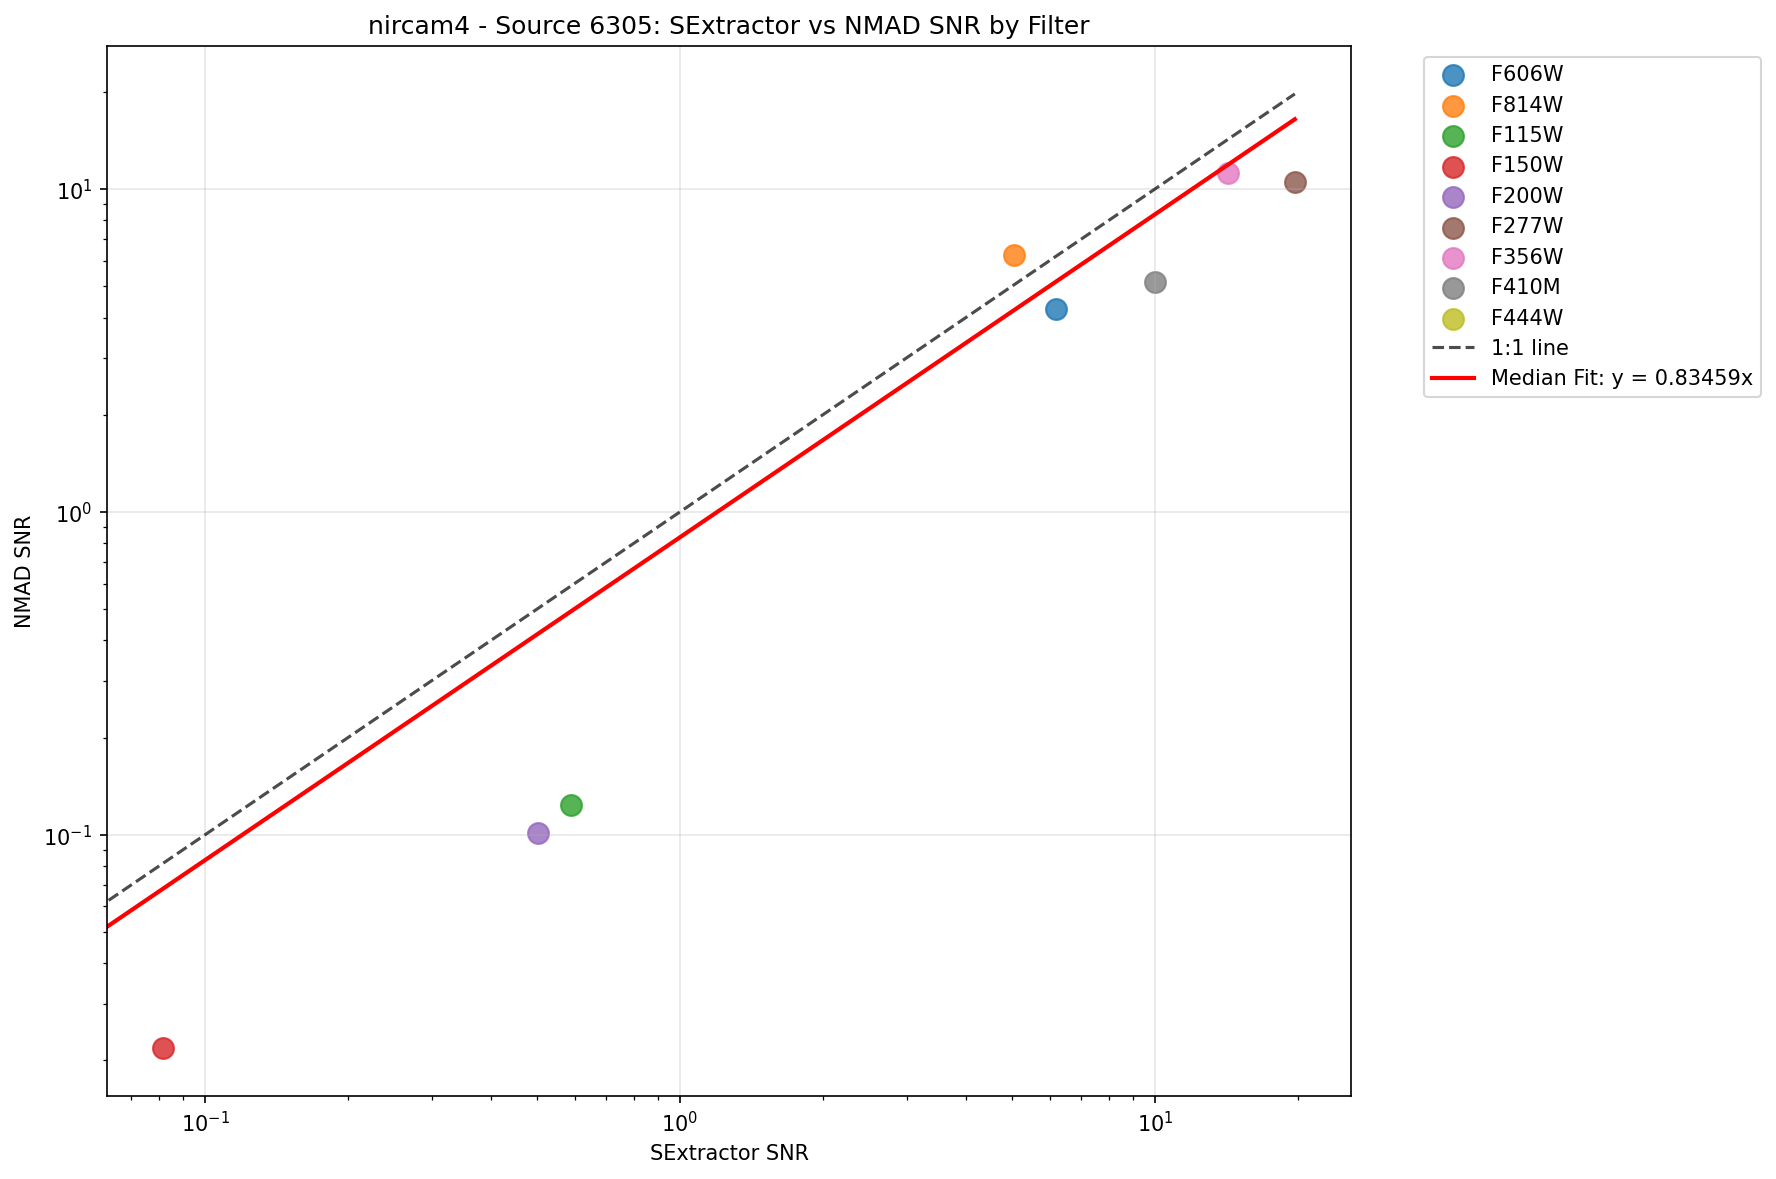 nircam4 - Source 6305: SExtractor vs NMAD SNR by Filter
NMAD SNR
10¹
10⁰
10⁻¹
10⁻¹
10⁰
10¹
SExtractor SNR
F606W
F814W
F115W
F150W
F200W
F277W
F356W
F410M
F444W
1:1 line
Median Fit: y = 0.83459x